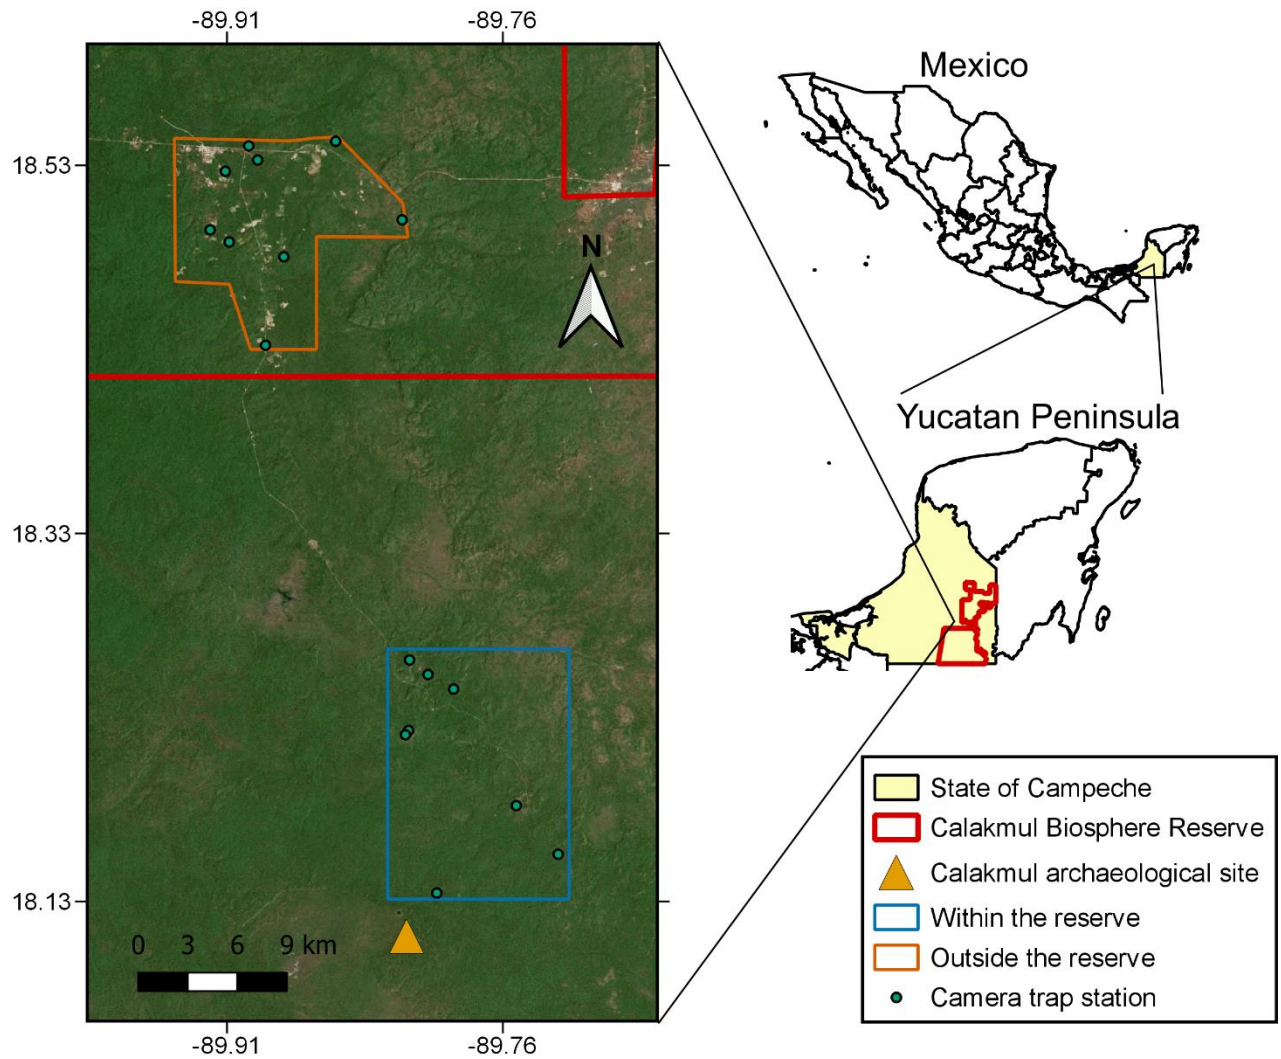 -89.91 -89.76
Mexico
18.53
N
Yucatan Peninsula
18.33
State of Campeche
Calakmul Biosphere Reserve
Calakmul archaeological site
18.13
Within the reserve
0 3 6 9 km
Outside the reserve
Camera trap station
-89.91 -89.76